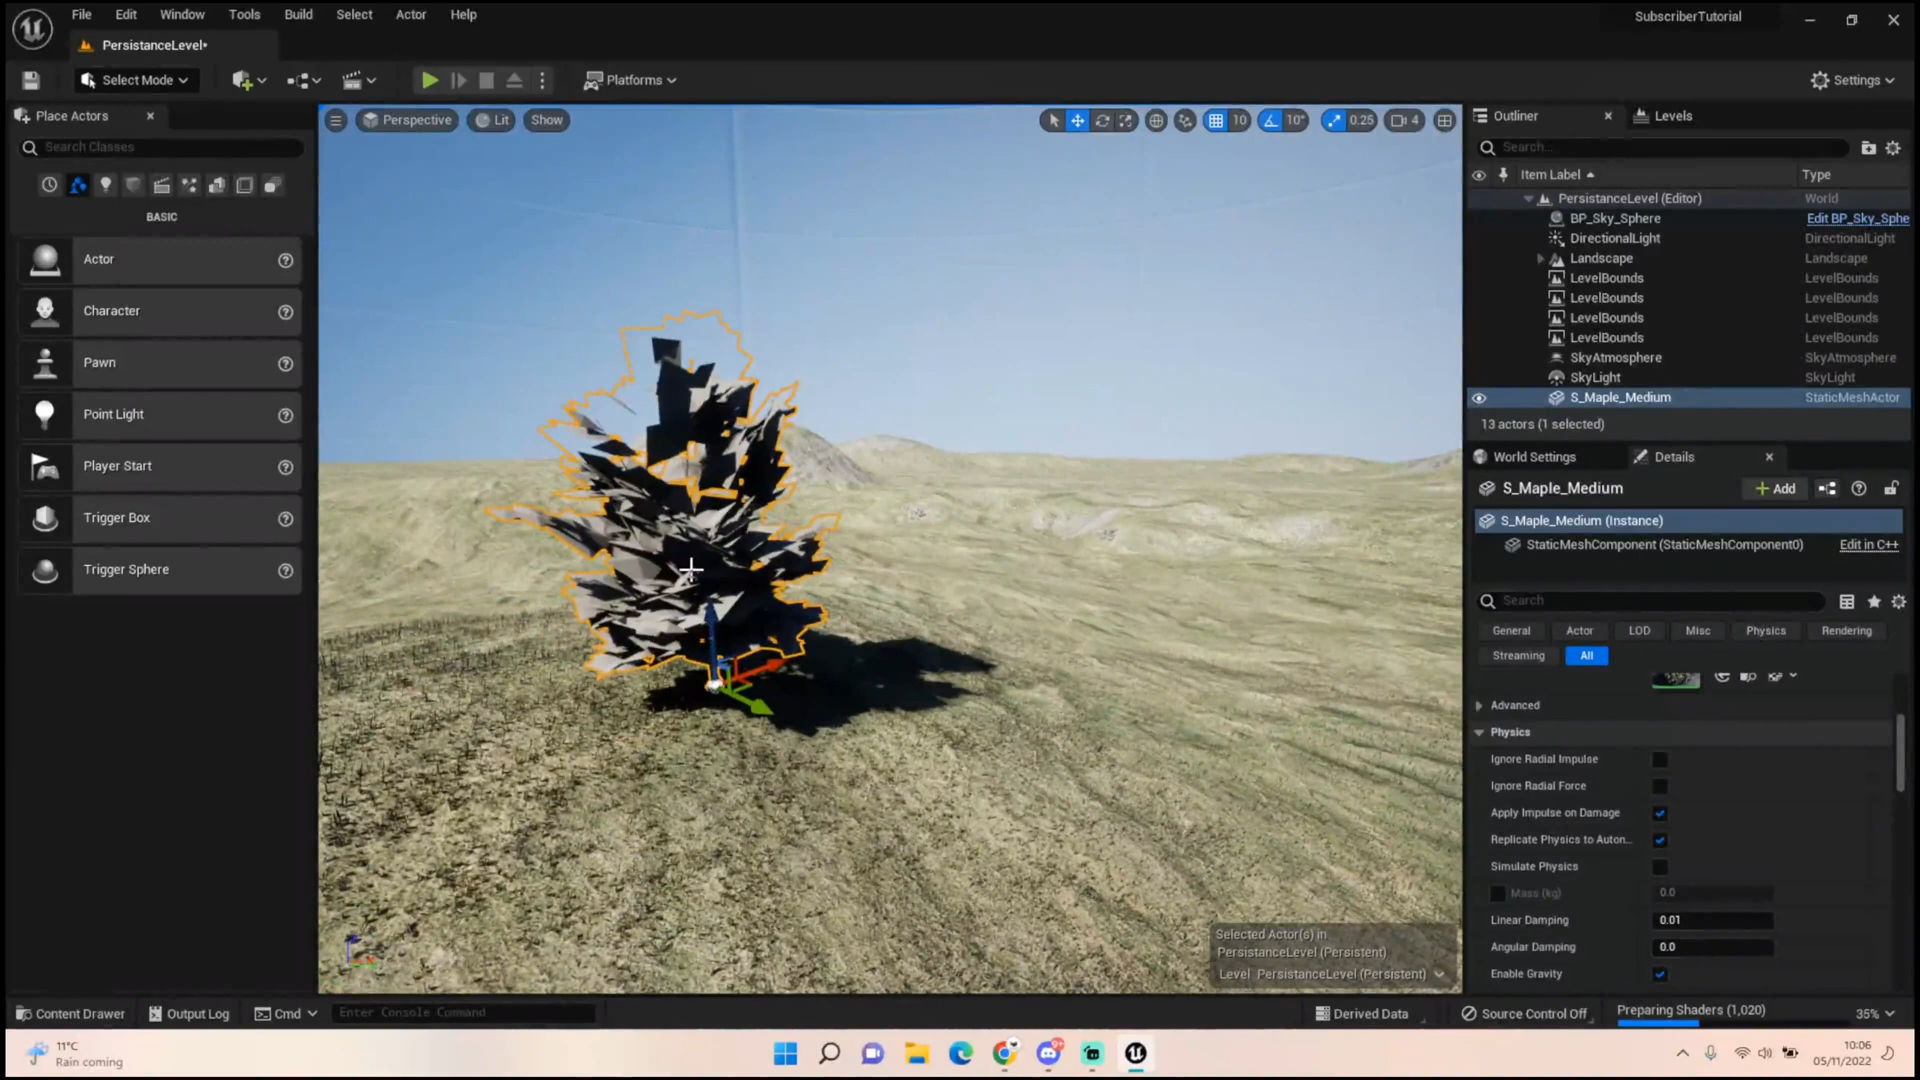 File Edit Window Tools Build Select Actor Help
SubscriberTutorial
PersistanceLevel•
Select Mode
Platforms
Settings
Place Actors
Search Classes
BASIC
Actor
Character
Pawn
Point Light
Player Start
Trigger Box
Trigger Sphere
Perspective Lit Show
10 10° 0.25 4
Selected Actor(s) in
PersistanceLevel (Persistent)
Level PersistanceLevel (Persistent)
Outliner Levels
Search...
Item Label Type
PersistanceLevel (Editor) World
BP_Sky_Sphere Edit BP_Sky_Sphe
DirectionalLight DirectionalLight
Landscape Landscape
LevelBounds LevelBounds
LevelBounds LevelBounds
LevelBounds LevelBounds
LevelBounds LevelBounds
SkyAtmosphere SkyAtmosphere
SkyLight SkyLight
S_Maple_Medium StaticMeshActor
13 actors (1 selected)
World Settings Details
S_Maple_Medium + Add
S_Maple_Medium (Instance)
StaticMeshComponent (StaticMeshComponent0) Edit in C++
Search
General Actor LOD Misc Physics Rendering
Streaming All
Advanced
Physics
Ignore Radial Impulse
Ignore Radial Force
Apply Impulse on Damage
Replicate Physics to Auton...
Simulate Physics
Mass (kg) 0.0
Linear Damping 0.01
Angular Damping 0.0
Enable Gravity
Content Drawer Output Log Cmd Enter Console Command
Derived Data Source Control Off Preparing Shaders (1,020) 35%
11°C
Rain coming
9+
10:06
05/11/2022